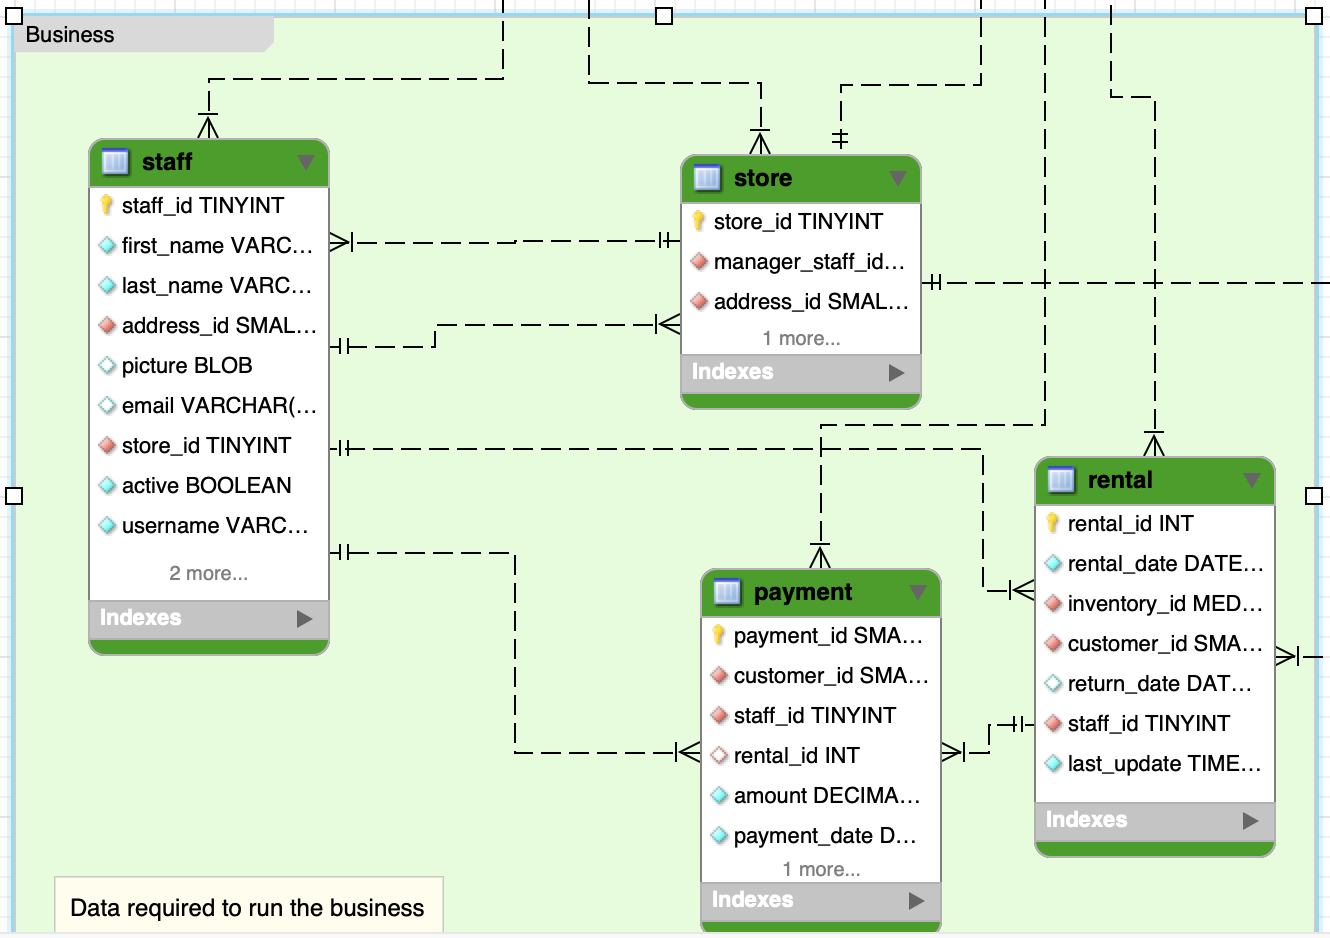 Business
staff
staff_id TINYINT
first_name VARC...
last_name VARC...
address_id SMAL...
picture BLOB
email VARCHAR(...
store_id TINYINT
active BOOLEAN
username VARC...
2 more...
Indexes
store
store_id TINYINT
manager_staff_id...
address_id SMAL...
1 more...
Indexes
payment
payment_id SMA...
customer_id SMA...
staff_id TINYINT
rental_id INT
amount DECIMA...
payment_date D...
1 more...
Indexes
rental
rental_id INT
rental_date DATE...
inventory_id MED...
customer_id SMA...
return_date DAT...
staff_id TINYINT
last_update TIME...
Indexes
Data required to run the business